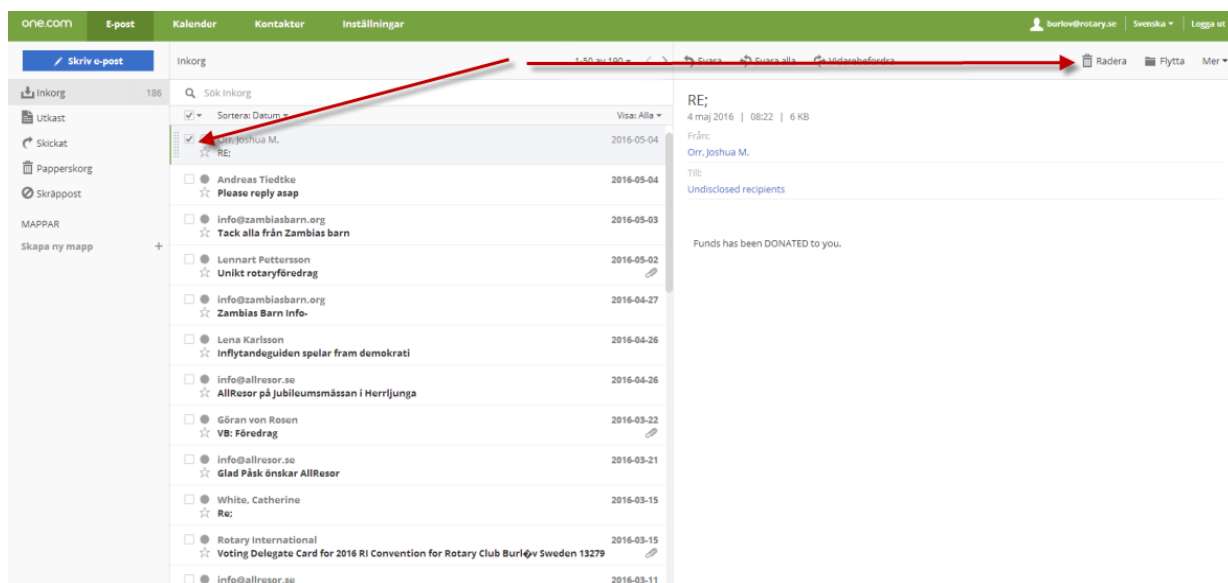 one.com E-post Kalender Kontakter Inställningar burlov@rotary.se Svenska Logga ut
Skriv e-post Inkorg 1-50 av 190 Svara Svara alla Vidarebefordra Radera Flytta Mer
Inkorg 186
Utkast
Skickat
Papperskorg
Skräppost
MAPPAR
Skapa ny mapp +
Sök Inkorg
Sortera: Datum Visa: Alla
Orr, Joshua M. 2016-05-04
RE;
Andreas Tiedtke 2016-05-04
Please reply asap
info@zambiasbarn.org 2016-05-03
Tack alla från Zambias barn
Lennart Pettersson 2016-05-02
Unikt rotaryföredrag
info@zambiasbarn.org 2016-04-27
Zambias Barn Info-
Lena Karlsson 2016-04-26
Inflytandeguiden spelar fram demokrati
info@allresor.se 2016-04-26
AllResor på Jubileumsmässan i Herrljunga
Göran von Rosen 2016-03-22
VB: Föredrag
info@allresor.se 2016-03-21
Glad Påsk önskar AllResor
White, Catherine 2016-03-15
Re;
Rotary International 2016-03-15
Voting Delegate Card for 2016 RI Convention for Rotary Club Burl�v Sweden 13279
info@allresor.se 2016-03-11
RE;
4 maj 2016 | 08:22 | 6 KB
Från:
Orr, Joshua M.
Till:
Undisclosed recipients
Funds has been DONATED to you.